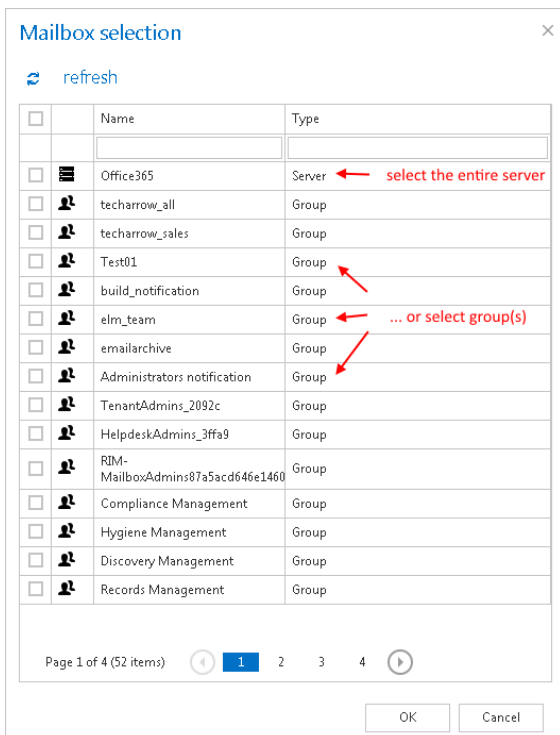 Mailbox selection
refresh
Name Type
Office365 Server select the entire server
techarrow_all Group
techarrow_sales Group
Test01 Group
build_notification Group
elm_team Group ... or select group(s)
emailarchive Group
Administrators notification Group
TenantAdmins_2092c Group
HelpdeskAdmins_3ffa9 Group
RIM-
MailboxAdmins87a5acd646e1460 Group
Compliance Management Group
Hygiene Management Group
Discovery Management Group
Records Management Group
Page 1 of 4 (52 items) 1 2 3 4
OK Cancel